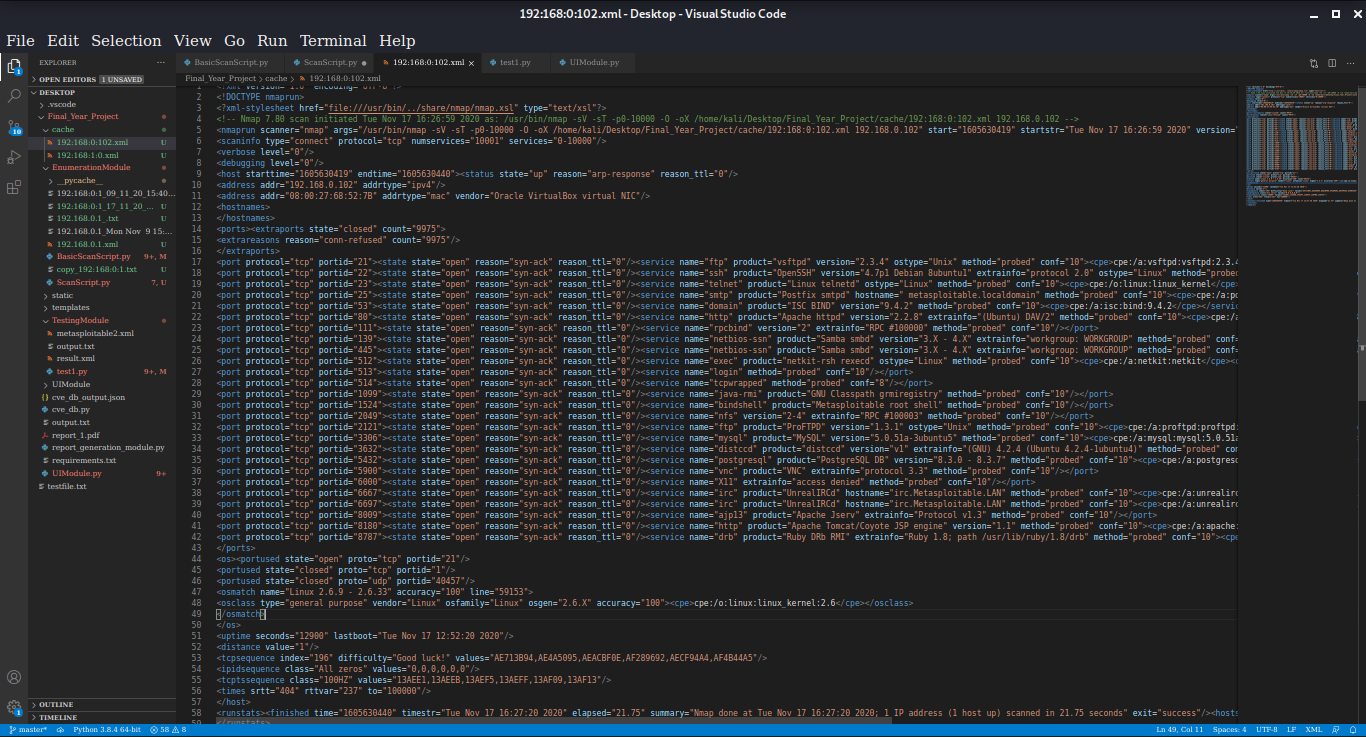 192:168:0:102.xml - Desktop - Visual Studio Code
File Edit Selection View Go Run Terminal Help
EXPLORER
OPEN EDITORS 1 UNSAVED
DESKTOP
.vscode
Final_Year_Project
cache
192:168:0:102.xml U
192:168:1:0.xml U
EnumerationModule
__pycache__
192:168:0:1_09_11_20_15:40...
192:168:0:1_17_11_20_... U
192.168.0.1_.txt U
192.168.0.1_Mon Nov 9 15:...
192.168.0.1.xml U
BasicScanScript.py 9+, M
copy_192:168:0:1.txt U
ScanScript.py 7, U
static
templates
TestingModule
metasploitable2.xml
output.txt
result.xml
test1.py 9+, M
UIModule
cve_db_output.json
cve_db.py
output.txt
report_1.pdf
report_generation_module.py
requirements.txt
UIModule.py 9+
testfile.txt
OUTLINE
TIMELINE
BasicScanScript.py ScanScript.py 192:168:0:102.xml test1.py UIModule.py
Final_Year_Project > cache > 192:168:0:102.xml
2 <!DOCTYPE nmaprun>
3 <?xml-stylesheet href="file:///usr/bin/../share/nmap/nmap.xsl" type="text/xsl"?>
4 <!-- Nmap 7.80 scan initiated Tue Nov 17 16:26:59 2020 as: /usr/bin/nmap -sV -sT -p0-10000 -O -oX /home/kali/Desktop/Final_Year_Project/cache/192:168:0:102.xml 192.168.0.102 -->
5 <nmaprun scanner="nmap" args="/usr/bin/nmap -sV -sT -p0-10000 -O -oX /home/kali/Desktop/Final_Year_Project/cache/192:168:0:102.xml 192.168.0.102" start="1605630419" startstr="Tue Nov 17 16:26:59 2020" version=
6 <scaninfo type="connect" protocol="tcp" numservices="10001" services="0-10000"/>
7 <verbose level="0"/>
8 <debugging level="0"/>
9 <host starttime="1605630419" endtime="1605630440"><status state="up" reason="arp-response" reason_ttl="0"/>
10 <address addr="192.168.0.102" addrtype="ipv4"/>
11 <address addr="08:00:27:68:52:7B" addrtype="mac" vendor="Oracle VirtualBox virtual NIC"/>
12 <hostnames>
13 </hostnames>
14 <ports><extraports state="closed" count="9975">
15 <extrareasons reason="conn-refused" count="9975"/>
16 </extraports>
17 <port protocol="tcp" portid="21"><state state="open" reason="syn-ack" reason_ttl="0"/><service name="ftp" product="vsftpd" version="2.3.4" ostype="Unix" method="probed" conf="10"><cpe>cpe:/a:vsftpd:vsftpd:2.3.4
18 <port protocol="tcp" portid="22"><state state="open" reason="syn-ack" reason_ttl="0"/><service name="ssh" product="OpenSSH" version="4.7p1 Debian 8ubuntu1" extrainfo="protocol 2.0" ostype="Linux" method="probed
19 <port protocol="tcp" portid="23"><state state="open" reason="syn-ack" reason_ttl="0"/><service name="telnet" product="Linux telnetd" ostype="Linux" method="probed" conf="10"><cpe>cpe:/o:linux:linux_kernel</cpe>
20 <port protocol="tcp" portid="25"><state state="open" reason="syn-ack" reason_ttl="0"/><service name="smtp" product="Postfix smtpd" hostname=" metasploitable.localdomain" method="probed" conf="10"><cpe>cpe:/a:po
21 <port protocol="tcp" portid="53"><state state="open" reason="syn-ack" reason_ttl="0"/><service name="domain" product="ISC BIND" version="9.4.2" method="probed" conf="10"><cpe>cpe:/a:isc:bind:9.4.2</cpe></service
22 <port protocol="tcp" portid="80"><state state="open" reason="syn-ack" reason_ttl="0"/><service name="http" product="Apache httpd" version="2.2.8" extrainfo="(Ubuntu) DAV/2" method="probed" conf="10"><cpe>cpe:/a
23 <port protocol="tcp" portid="111"><state state="open" reason="syn-ack" reason_ttl="0"/><service name="rpcbind" version="2" extrainfo="RPC #100000" method="probed" conf="10"/></port>
24 <port protocol="tcp" portid="139"><state state="open" reason="syn-ack" reason_ttl="0"/><service name="netbios-ssn" product="Samba smbd" version="3.X - 4.X" extrainfo="workgroup: WORKGROUP" method="probed" conf=
25 <port protocol="tcp" portid="445"><state state="open" reason="syn-ack" reason_ttl="0"/><service name="netbios-ssn" product="Samba smbd" version="3.X - 4.X" extrainfo="workgroup: WORKGROUP" method="probed" conf=
26 <port protocol="tcp" portid="512"><state state="open" reason="syn-ack" reason_ttl="0"/><service name="exec" product="netkit-rsh rexecd" ostype="Linux" method="probed" conf="10"><cpe>cpe:/a:netkit:netkit</cpe><c
27 <port protocol="tcp" portid="513"><state state="open" reason="syn-ack" reason_ttl="0"/><service name="login" method="probed" conf="10"/></port>
28 <port protocol="tcp" portid="514"><state state="open" reason="syn-ack" reason_ttl="0"/><service name="tcpwrapped" method="probed" conf="8"/></port>
29 <port protocol="tcp" portid="1099"><state state="open" reason="syn-ack" reason_ttl="0"/><service name="java-rmi" product="GNU Classpath grmiregistry" method="probed" conf="10"/></port>
30 <port protocol="tcp" portid="1524"><state state="open" reason="syn-ack" reason_ttl="0"/><service name="bindshell" product="Metasploitable root shell" method="probed" conf="10"/></port>
31 <port protocol="tcp" portid="2049"><state state="open" reason="syn-ack" reason_ttl="0"/><service name="nfs" version="2-4" extrainfo="RPC #100003" method="probed" conf="10"/></port>
32 <port protocol="tcp" portid="2121"><state state="open" reason="syn-ack" reason_ttl="0"/><service name="ftp" product="ProFTPD" version="1.3.1" ostype="Unix" method="probed" conf="10"><cpe>cpe:/a:proftpd:proftpd:
33 <port protocol="tcp" portid="3306"><state state="open" reason="syn-ack" reason_ttl="0"/><service name="mysql" product="MySQL" version="5.0.51a-3ubuntu5" method="probed" conf="10"><cpe>cpe:/a:mysql:mysql:5.0.51a
34 <port protocol="tcp" portid="3632"><state state="open" reason="syn-ack" reason_ttl="0"/><service name="distccd" product="distccd" version="v1" extrainfo="(GNU) 4.2.4 (Ubuntu 4.2.4-1ubuntu4)" method="probed" conf
35 <port protocol="tcp" portid="5432"><state state="open" reason="syn-ack" reason_ttl="0"/><service name="postgresql" product="PostgreSQL DB" version="8.3.0 - 8.3.7" method="probed" conf="10"><cpe>cpe:/a:postgresq
36 <port protocol="tcp" portid="5900"><state state="open" reason="syn-ack" reason_ttl="0"/><service name="vnc" product="VNC" extrainfo="protocol 3.3" method="probed" conf="10"/></port>
37 <port protocol="tcp" portid="6000"><state state="open" reason="syn-ack" reason_ttl="0"/><service name="X11" extrainfo="access denied" method="probed" conf="10"/></port>
38 <port protocol="tcp" portid="6667"><state state="open" reason="syn-ack" reason_ttl="0"/><service name="irc" product="UnrealIRCd" hostname="irc.Metasploitable.LAN" method="probed" conf="10"><cpe>cpe:/a:unrealirc
39 <port protocol="tcp" portid="6697"><state state="open" reason="syn-ack" reason_ttl="0"/><service name="irc" product="UnrealIRCd" hostname="irc.Metasploitable.LAN" method="probed" conf="10"><cpe>cpe:/a:unrealirc
40 <port protocol="tcp" portid="8009"><state state="open" reason="syn-ack" reason_ttl="0"/><service name="ajp13" product="Apache Jserv" extrainfo="Protocol v1.3" method="probed" conf="10"/></port>
41 <port protocol="tcp" portid="8180"><state state="open" reason="syn-ack" reason_ttl="0"/><service name="http" product="Apache Tomcat/Coyote JSP engine" version="1.1" method="probed" conf="10"><cpe>cpe:/a:apache:
42 <port protocol="tcp" portid="8787"><state state="open" reason="syn-ack" reason_ttl="0"/><service name="drb" product="Ruby DRb RMI" extrainfo="Ruby 1.8; path /usr/lib/ruby/1.8/drb" method="probed" conf="10"><cpe
43 </ports>
44 <os><portused state="open" proto="tcp" portid="21"/>
45 <portused state="closed" proto="tcp" portid="1"/>
46 <portused state="closed" proto="udp" portid="40457"/>
47 <osmatch name="Linux 2.6.9 - 2.6.33" accuracy="100" line="59153">
48 <osclass type="general purpose" vendor="Linux" osfamily="Linux" osgen="2.6.X" accuracy="100"><cpe>cpe:/o:linux:linux_kernel:2.6</cpe></osclass>
49 </osmatch>
50 </os>
51 <uptime seconds="12900" lastboot="Tue Nov 17 12:52:20 2020"/>
52 <distance value="1"/>
53 <tcpsequence index="196" difficulty="Good luck!" values="AE713B94,AE4A5095,AEACBF0E,AF289692,AECF94A4,AF4B44A5"/>
54 <ipidsequence class="All zeros" values="0,0,0,0,0,0"/>
55 <tcptssequence class="100HZ" values="13AEE1,13AEEB,13AEF5,13AEFF,13AF09,13AF13"/>
56 <times srtt="404" rttvar="237" to="100000"/>
57 </host>
58 <runstats><finished time="1605630440" timestr="Tue Nov 17 16:27:20 2020" elapsed="21.75" summary="Nmap done at Tue Nov 17 16:27:20 2020; 1 IP address (1 host up) scanned in 21.75 seconds" exit="success"/><hosts
59 </runstats>
master* Python 3.8.4 64-bit 58 8 Ln 49, Col 11 Spaces: 4 UTF-8 LF XML